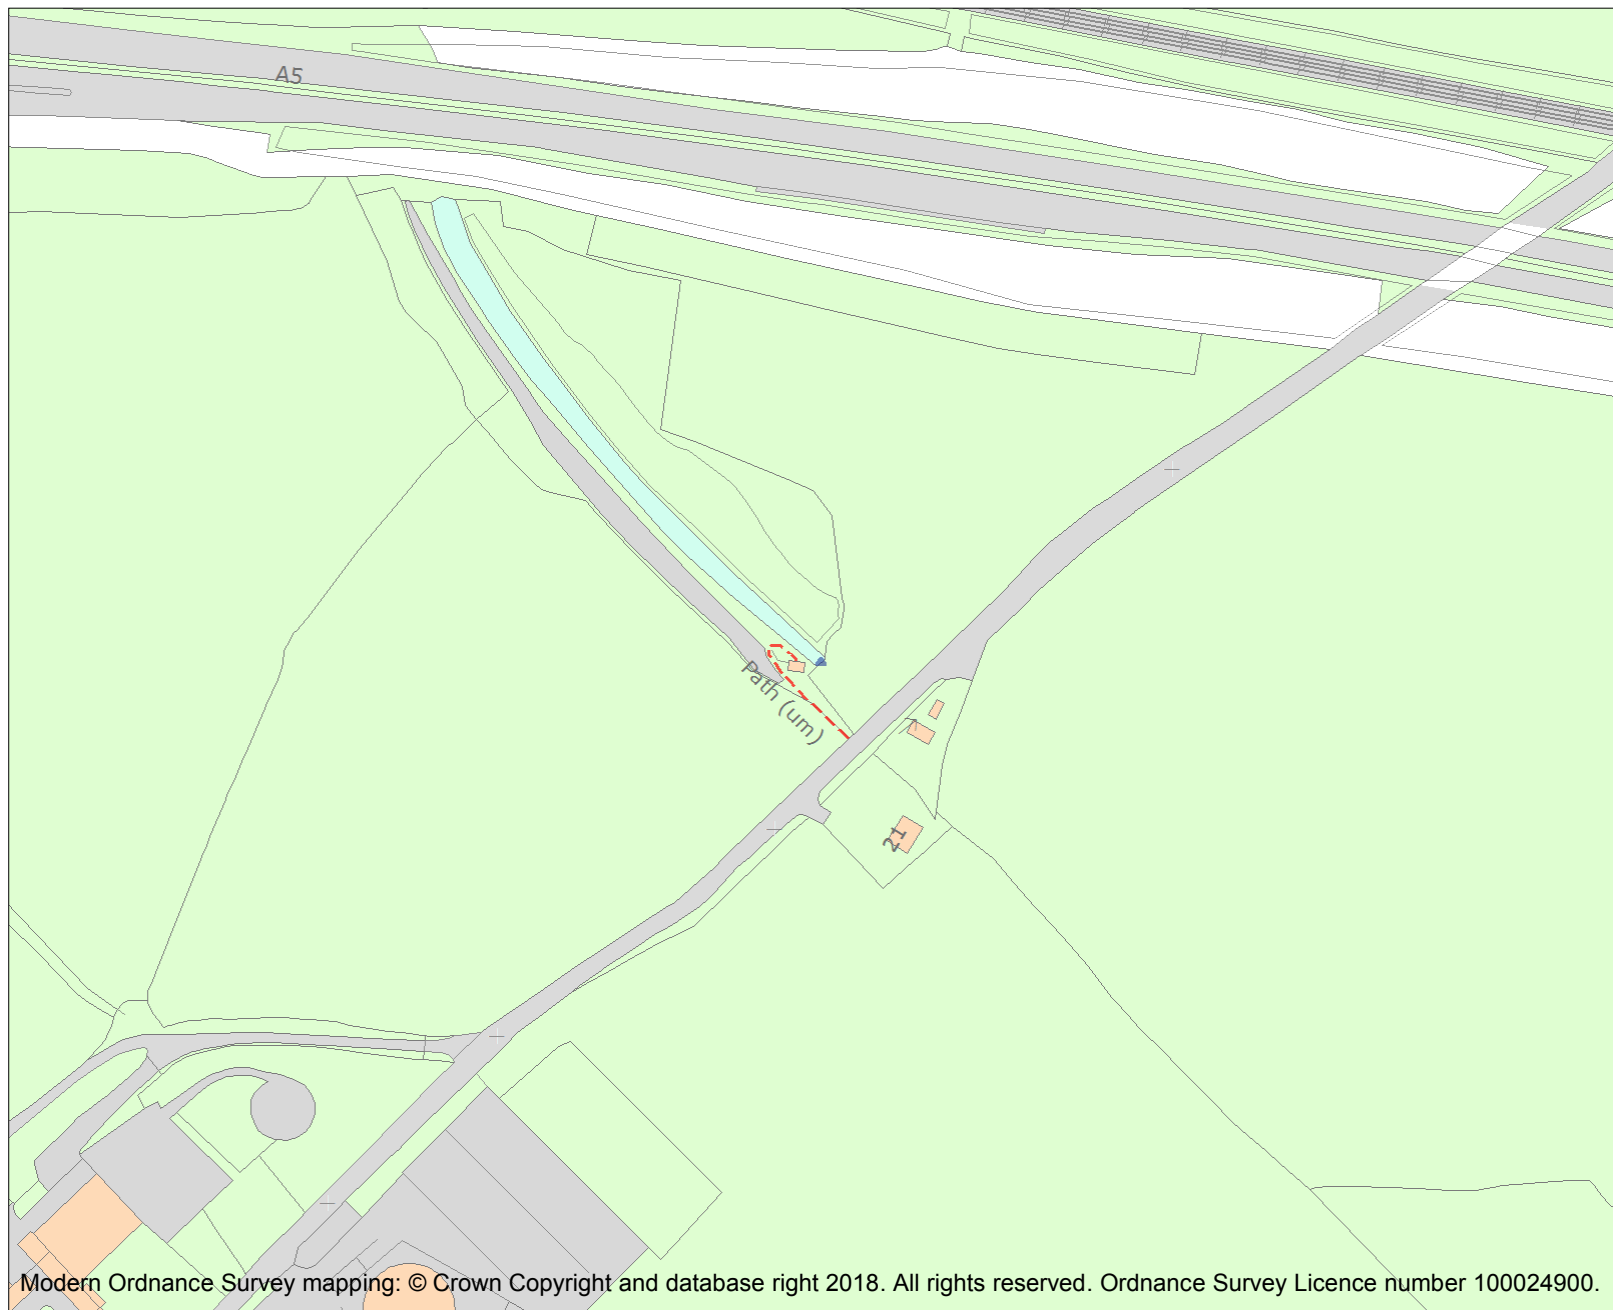 A5
Path (um)
21
Modern Ordnance Survey mapping: © Crown Copyright and database right 2018. All rights reserved. Ordnance Survey Licence number 100024900.